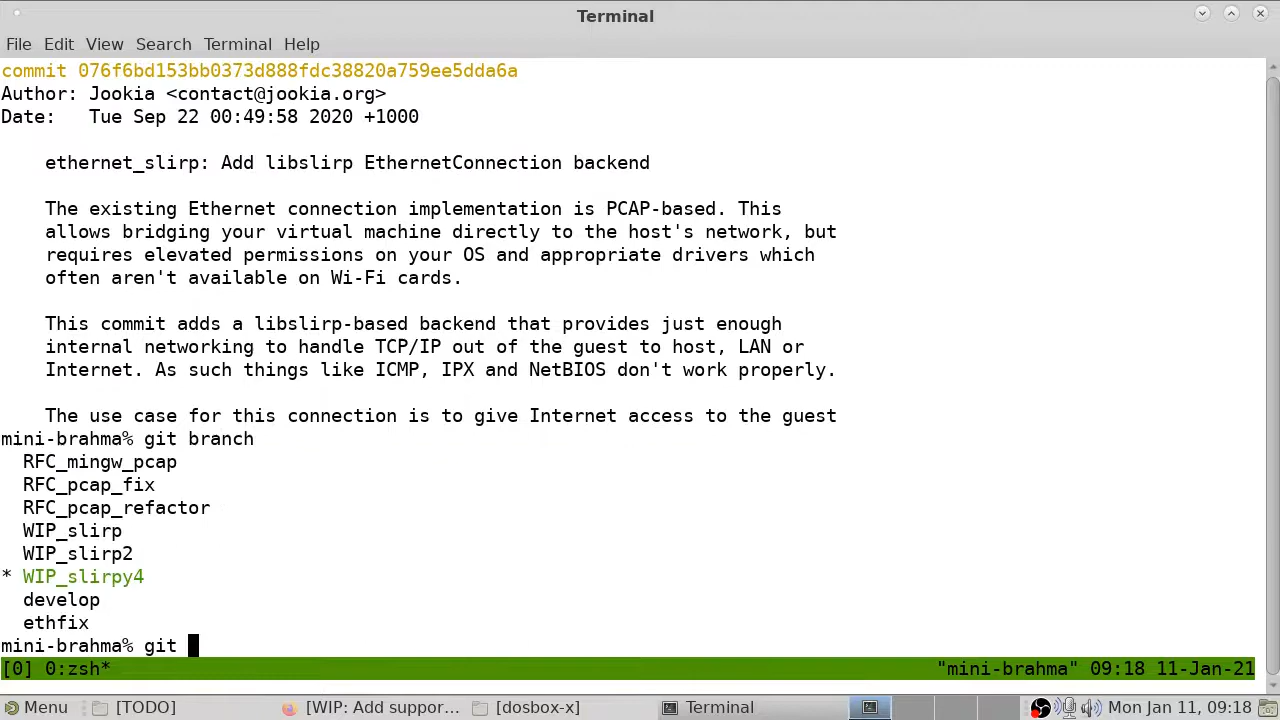 Terminal
File Edit View Search Terminal Help
commit 076f6bd153bb0373d888fdc38820a759ee5dda6a
Author: Jookia <contact@jookia.org>
Date:   Tue Sep 22 00:49:58 2020 +1000
    ethernet_slirp: Add libslirp EthernetConnection backend
    The existing Ethernet connection implementation is PCAP-based. This
    allows bridging your virtual machine directly to the host's network, but
    requires elevated permissions on your OS and appropriate drivers which
    often aren't available on Wi-Fi cards.
    This commit adds a libslirp-based backend that provides just enough
    internal networking to handle TCP/IP out of the guest to host, LAN or
    Internet. As such things like ICMP, IPX and NetBIOS don't work properly.
    The use case for this connection is to give Internet access to the guest
mini-brahma% git branch
  RFC_mingw_pcap
  RFC_pcap_fix
  RFC_pcap_refactor
  WIP_slirp
  WIP_slirp2
* WIP_slirpy4
  develop
  ethfix
mini-brahma% git
[0] 0:zsh* "mini-brahma" 09:18 11-Jan-21
Menu [TODO] [WIP: Add suppor... [dosbox-x] Terminal Mon Jan 11, 09:18